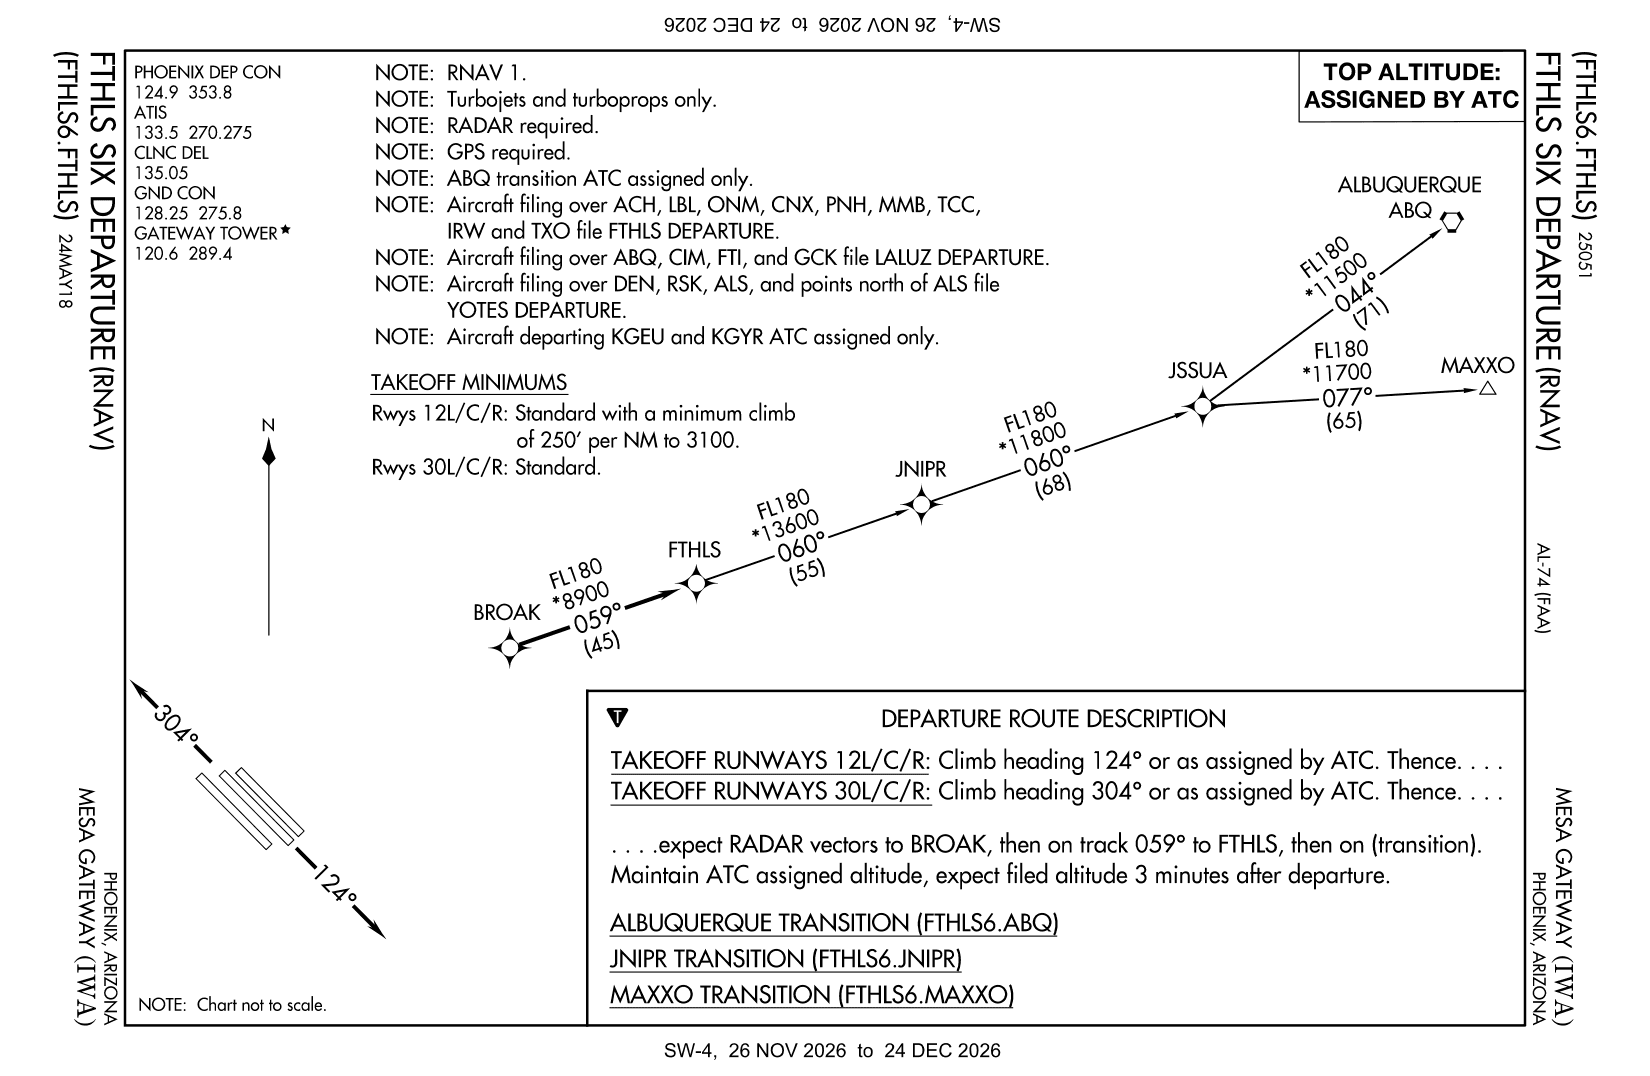 SW-4, 26 NOV 2026 to 24 DEC 2026
(FTHLS6.FTHLS) 24MAY18
FTHLS SIX DEPARTURE (RNAV)
MESA GATEWAY (IWA)
PHOENIX, ARIZONA
PHOENIX DEP CON
124.9 353.8
ATIS
133.5 270.275
CLNC DEL
135.05
GND CON
128.25 275.8
GATEWAY TOWER★
120.6 289.4
NOTE: RNAV 1.
NOTE: Turbojets and turboprops only.
NOTE: RADAR required.
NOTE: GPS required.
NOTE: ABQ transition ATC assigned only.
NOTE: Aircraft filing over ACH, LBL, ONM, CNX, PNH, MMB, TCC,
IRW and TXO file FTHLS DEPARTURE.
NOTE: Aircraft filing over ABQ, CIM, FTI, and GCK file LALUZ DEPARTURE.
NOTE: Aircraft filing over DEN, RSK, ALS, and points north of ALS file
YOTES DEPARTURE.
NOTE: Aircraft departing KGEU and KGYR ATC assigned only.
TAKEOFF MINIMUMS
Rwys 12L/C/R: Standard with a minimum climb
of 250′ per NM to 3100.
Rwys 30L/C/R: Standard.
TOP ALTITUDE:
ASSIGNED BY ATC
ALBUQUERQUE
ABQ
FL180
*11500
044°
(71)
FL180
*11700
077°
(65)
MAXXO
JSSUA
FL180
*11800
060°
(68)
JNIPR
FL180
*13600
060°
(55)
FTHLS
FL180
*8900
059°
(45)
BROAK
N
304°
124°
NOTE: Chart not to scale.
T
DEPARTURE ROUTE DESCRIPTION
TAKEOFF RUNWAYS 12L/C/R: Climb heading 124° or as assigned by ATC. Thence. . . .
TAKEOFF RUNWAYS 30L/C/R: Climb heading 304° or as assigned by ATC. Thence. . . .
. . . .expect RADAR vectors to BROAK, then on track 059° to FTHLS, then on (transition).
Maintain ATC assigned altitude, expect filed altitude 3 minutes after departure.
ALBUQUERQUE TRANSITION (FTHLS6.ABQ)
JNIPR TRANSITION (FTHLS6.JNIPR)
MAXXO TRANSITION (FTHLS6.MAXXO)
(FTHLS6.FTHLS) 25051
FTHLS SIX DEPARTURE (RNAV)
AL-74 (FAA)
MESA GATEWAY (IWA)
PHOENIX, ARIZONA
SW-4, 26 NOV 2026 to 24 DEC 2026